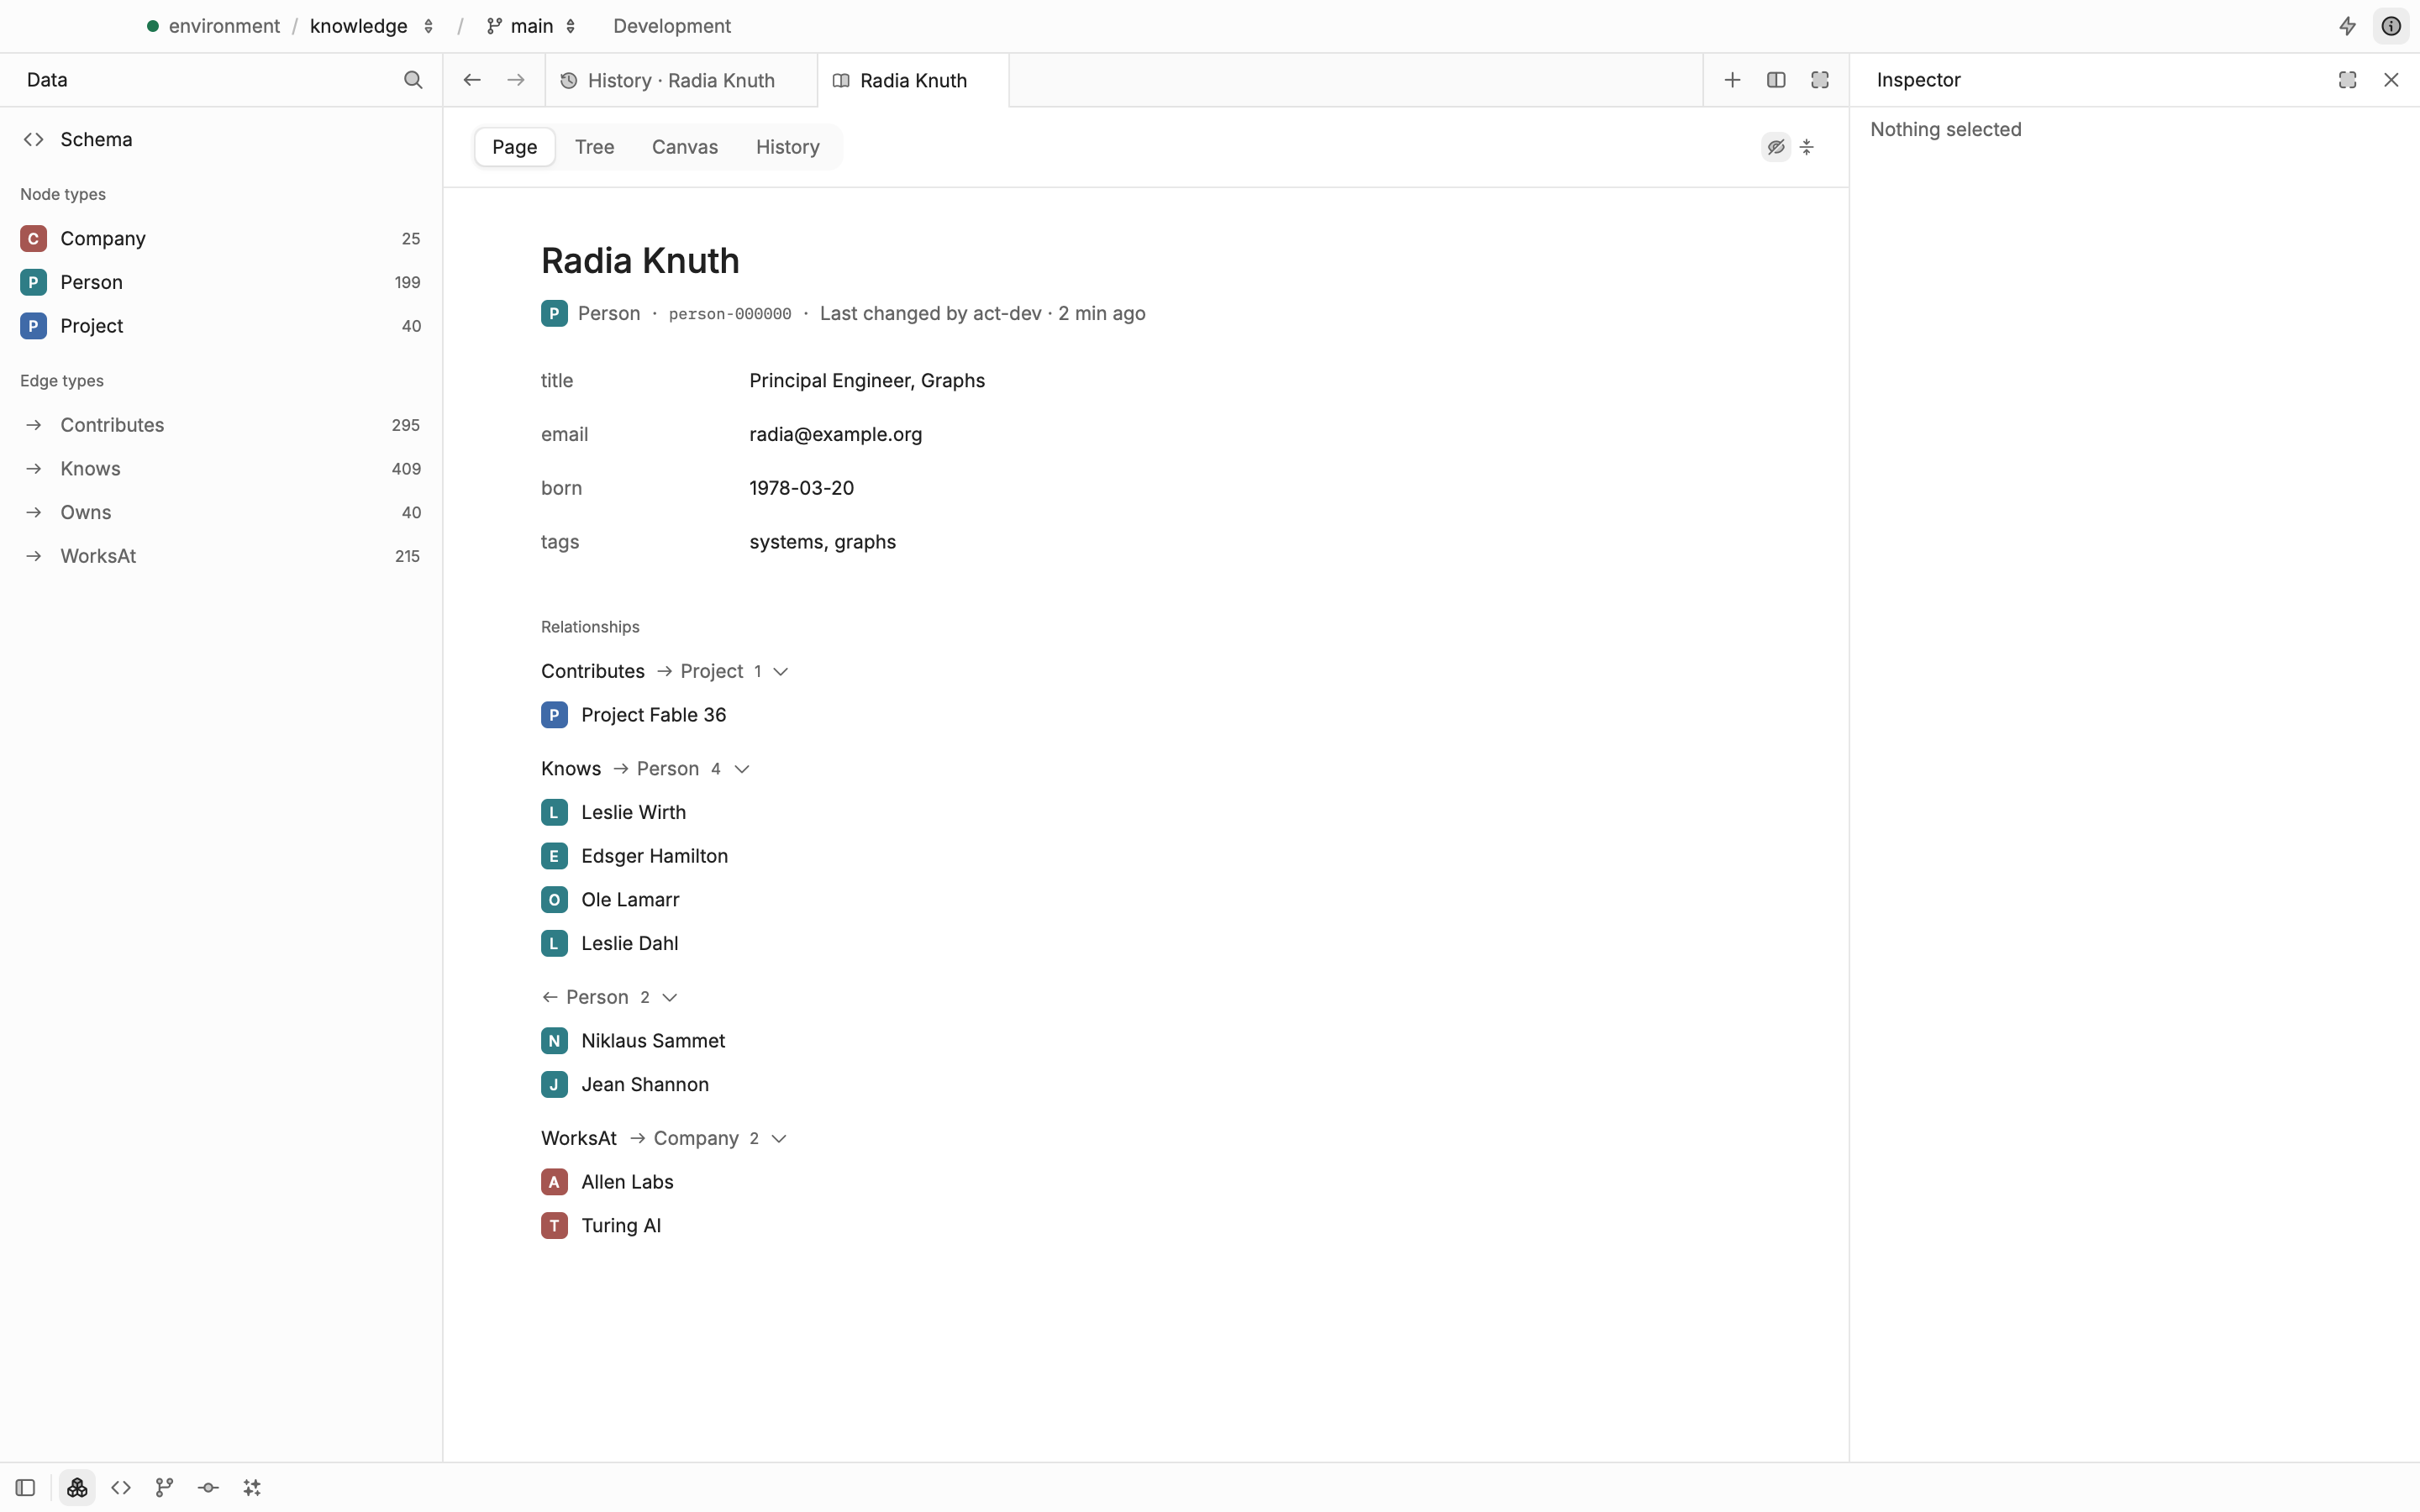 environment / knowledge / main Development
Data
History · Radia Knuth
Radia Knuth
Inspector
Schema
Page Tree Canvas History
Nothing selected
Node types
C Company 25
P Person 199
P Project 40
Edge types
Contributes 295
Knows 409
Owns 40
WorksAt 215
Radia Knuth
P Person · person-000000 · Last changed by act-dev · 2 min ago
title Principal Engineer, Graphs
email radia@example.org
born 1978-03-20
tags systems, graphs
Relationships
Contributes → Project 1
P Project Fable 36
Knows → Person 4
L Leslie Wirth
E Edsger Hamilton
O Ole Lamarr
L Leslie Dahl
← Person 2
N Niklaus Sammet
J Jean Shannon
WorksAt → Company 2
A Allen Labs
T Turing AI